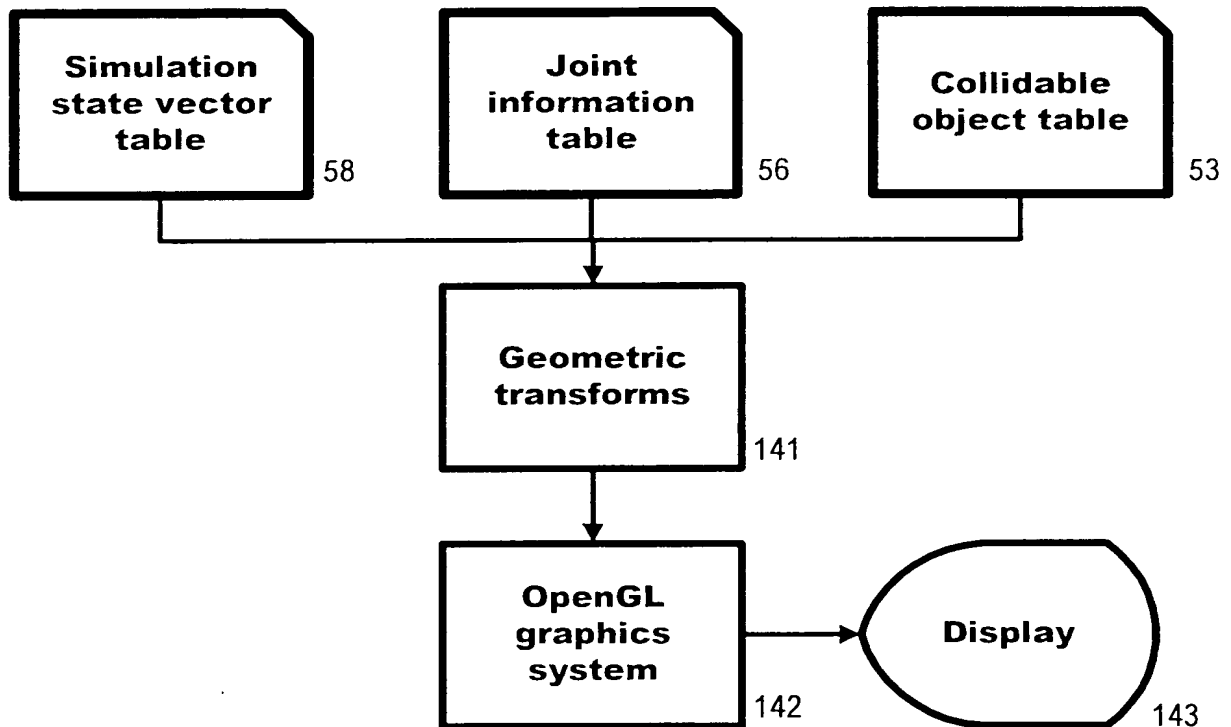 Simulation
state vector
table
58
Joint
information
table
56
Collidable
object table
53
Geometric
transforms
141
OpenGL
graphics
system
142
Display
143